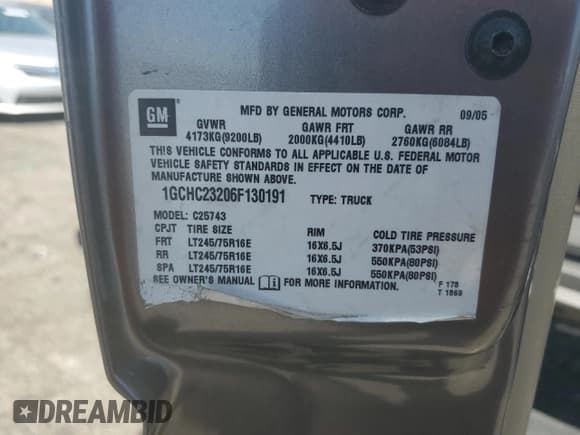 GM
MFD BY GENERAL MOTORS CORP. 09/05
GVWR GAWR FRT GAWR RR
4173KG(9200LB) 2000KG(4410LB) 2760KG(6084LB)
THIS VEHICLE CONFORMS TO ALL APPLICABLE U.S. FEDERAL MOTOR
VEHICLE SAFETY STANDARDS IN EFFECT ON THE DATE OF
MANUFACTURE SHOWN ABOVE.
1GCHC23206F130191 TYPE: TRUCK
MODEL: C25743
CPJT TIRE SIZE RIM COLD TIRE PRESSURE
FRT LT245/75R16E 16X6.5J 370KPA(53PSI)
RR LT245/75R16E 16X6.5J 550KPA(80PSI)
SPA LT245/75R16E 16X6.5J 550KPA(80PSI)
SEE OWNER'S MANUAL FOR MORE INFORMATION.
F 178
T 1869
DREAMBID